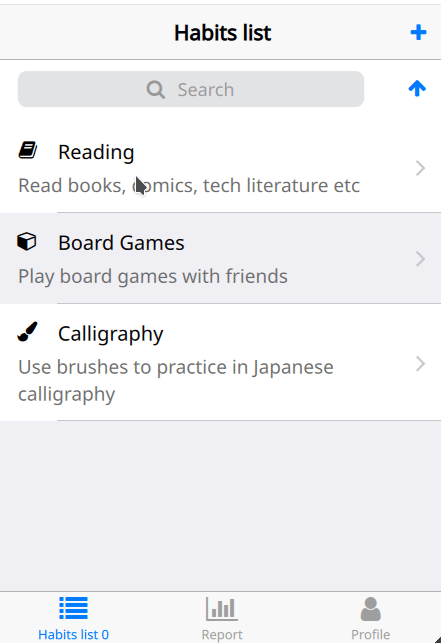 Habits list
Search
Reading
Read books, comics, tech literature etc
Board Games
Play board games with friends
Calligraphy
Use brushes to practice in Japanese
calligraphy
Habits list 0
Report
Profile